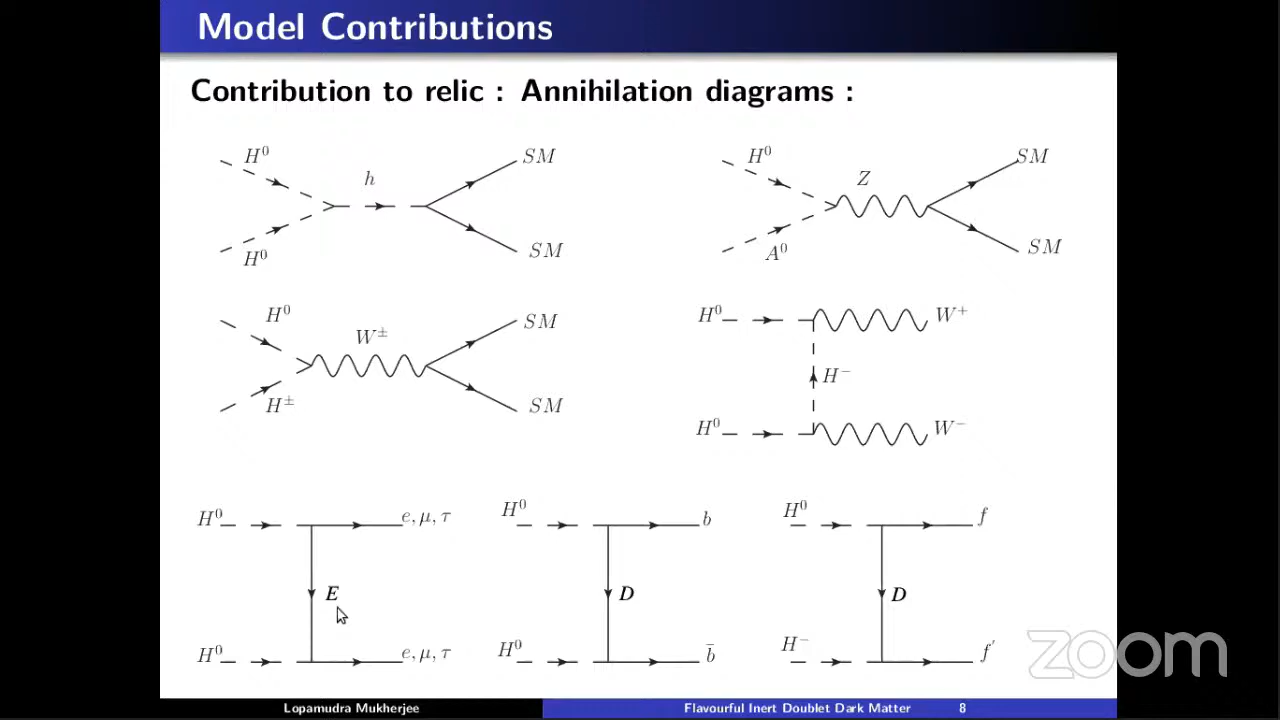 Model Contributions
Contribution to relic : Annihilation diagrams :
H⁰
h
SM
H⁰
SM
H⁰
Z
SM
A⁰
SM
H⁰
W±
SM
H±
SM
H⁰
W⁺
H⁻
H⁰
W⁻
H⁰
e, μ, τ
E
H⁰
e, μ, τ
H⁰
b
D
H⁰
b̄
H⁰
f
D
H⁻
f′
zoom
Lopamudra Mukherjee
Flavourful Inert Doublet Dark Matter
8